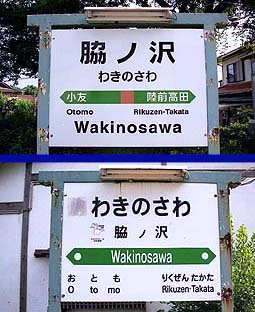 脇ノ沢
わきのさわ
小友 陸前高田
Otomo Rikuzen-Takata
Wakinosawa
わきのさわ
脇ノ沢
Wakinosawa
おとも りくぜんたかた
O to mo Rikuzen-Takata